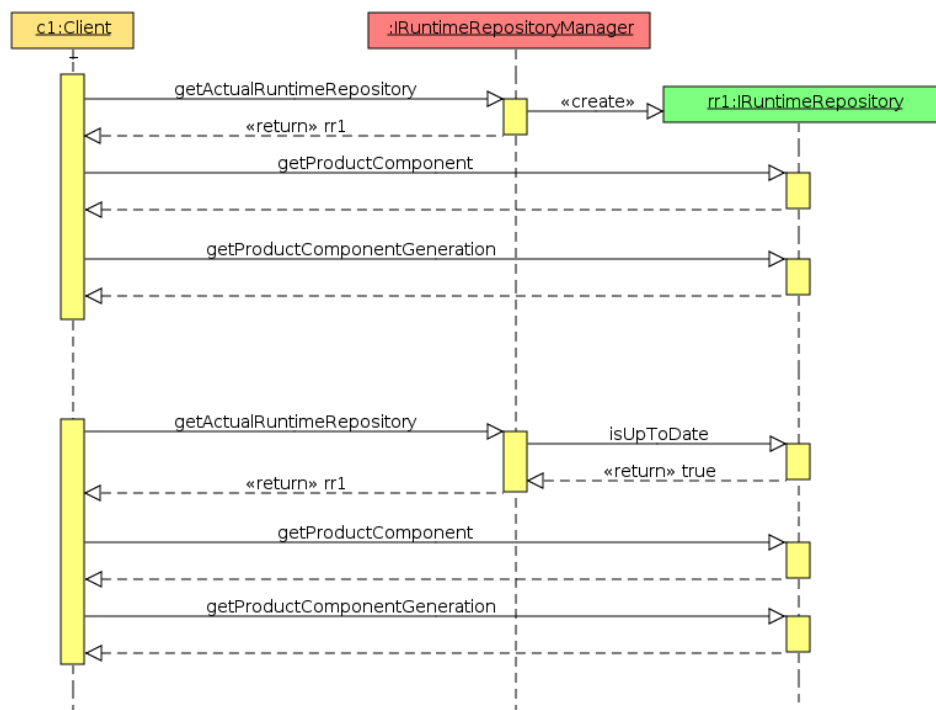 c1:Client
:IRuntimeRepositoryManager
getActualRuntimeRepository
«create»
rr1:IRuntimeRepository
«return» rr1
getProductComponent
getProductComponentGeneration
getActualRuntimeRepository
isUpToDate
«return» true
«return» rr1
getProductComponent
getProductComponentGeneration